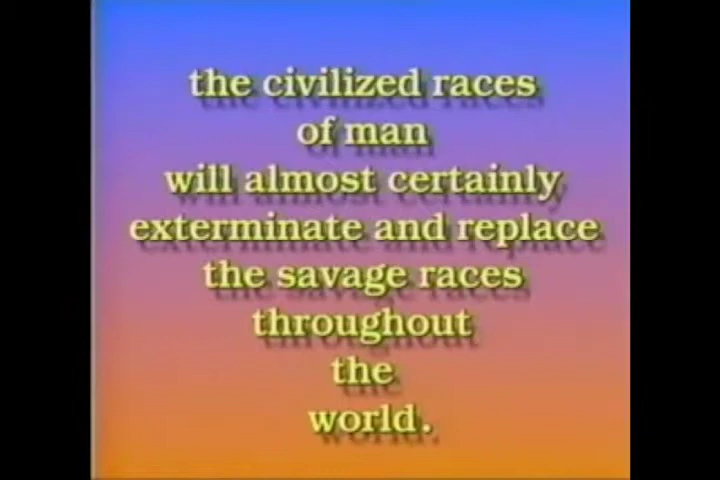 the civilized races
of man
will almost certainly
exterminate and replace
the savage races
throughout
the
world.